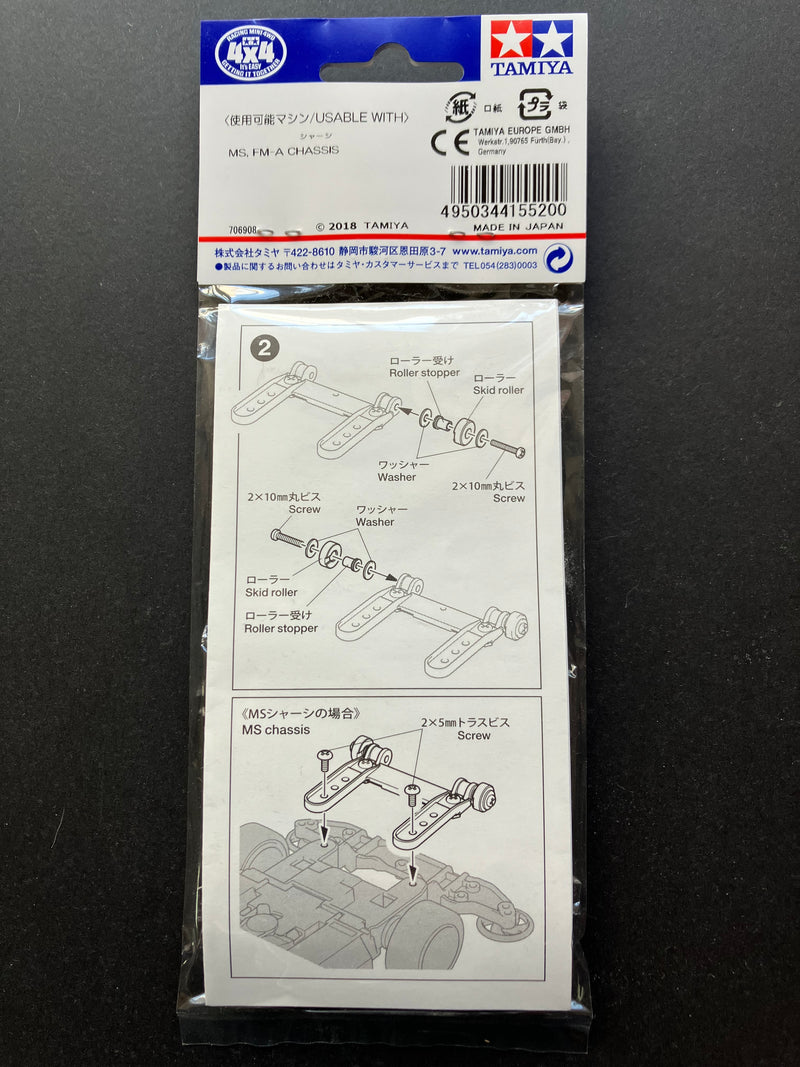 RACING MINI 4WD
4x4
It's EASY
GETTING IT TOGETHER
TAMIYA
〈使用可能マシン/USABLE WITH〉
シャーシ
MS, FM-A CHASSIS
紙 口紙 プラ 袋
CE TAMIYA EUROPE GMBH
Werkstr.1,90765 Fürth(Bay.),
Germany
4950344155200
706908
© 2018 TAMIYA
MADE IN JAPAN
株式会社タミヤ 〒422-8610 静岡市駿河区恩田原3-7 www.tamiya.com
●製品に関するお問い合わせはタミヤ・カスタマーサービスまで TEL054(283)0003
2
ローラー受け
Roller stopper
ローラー
Skid roller
ワッシャー
Washer
2×10mm丸ビス
Screw
2×10mm丸ビス
Screw
ワッシャー
Washer
ローラー
Skid roller
ローラー受け
Roller stopper
《MSシャーシの場合》
MS chassis
2×5mmトラスビス
Screw